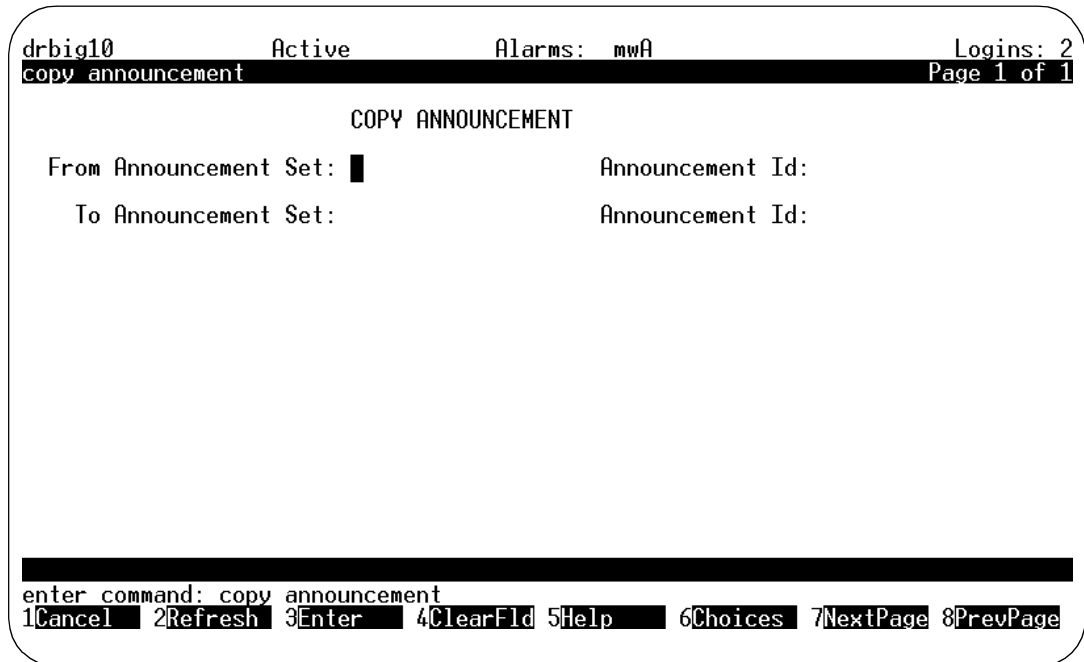 drbig10 Active Alarms: mwA Logins: 2
copy announcement Page 1 of 1
COPY ANNOUNCEMENT
From Announcement Set: Announcement Id:
To Announcement Set: Announcement Id:
enter command: copy announcement
1Cancel 2Refresh 3Enter 4ClearFld 5Help 6Choices 7NextPage 8PrevPage